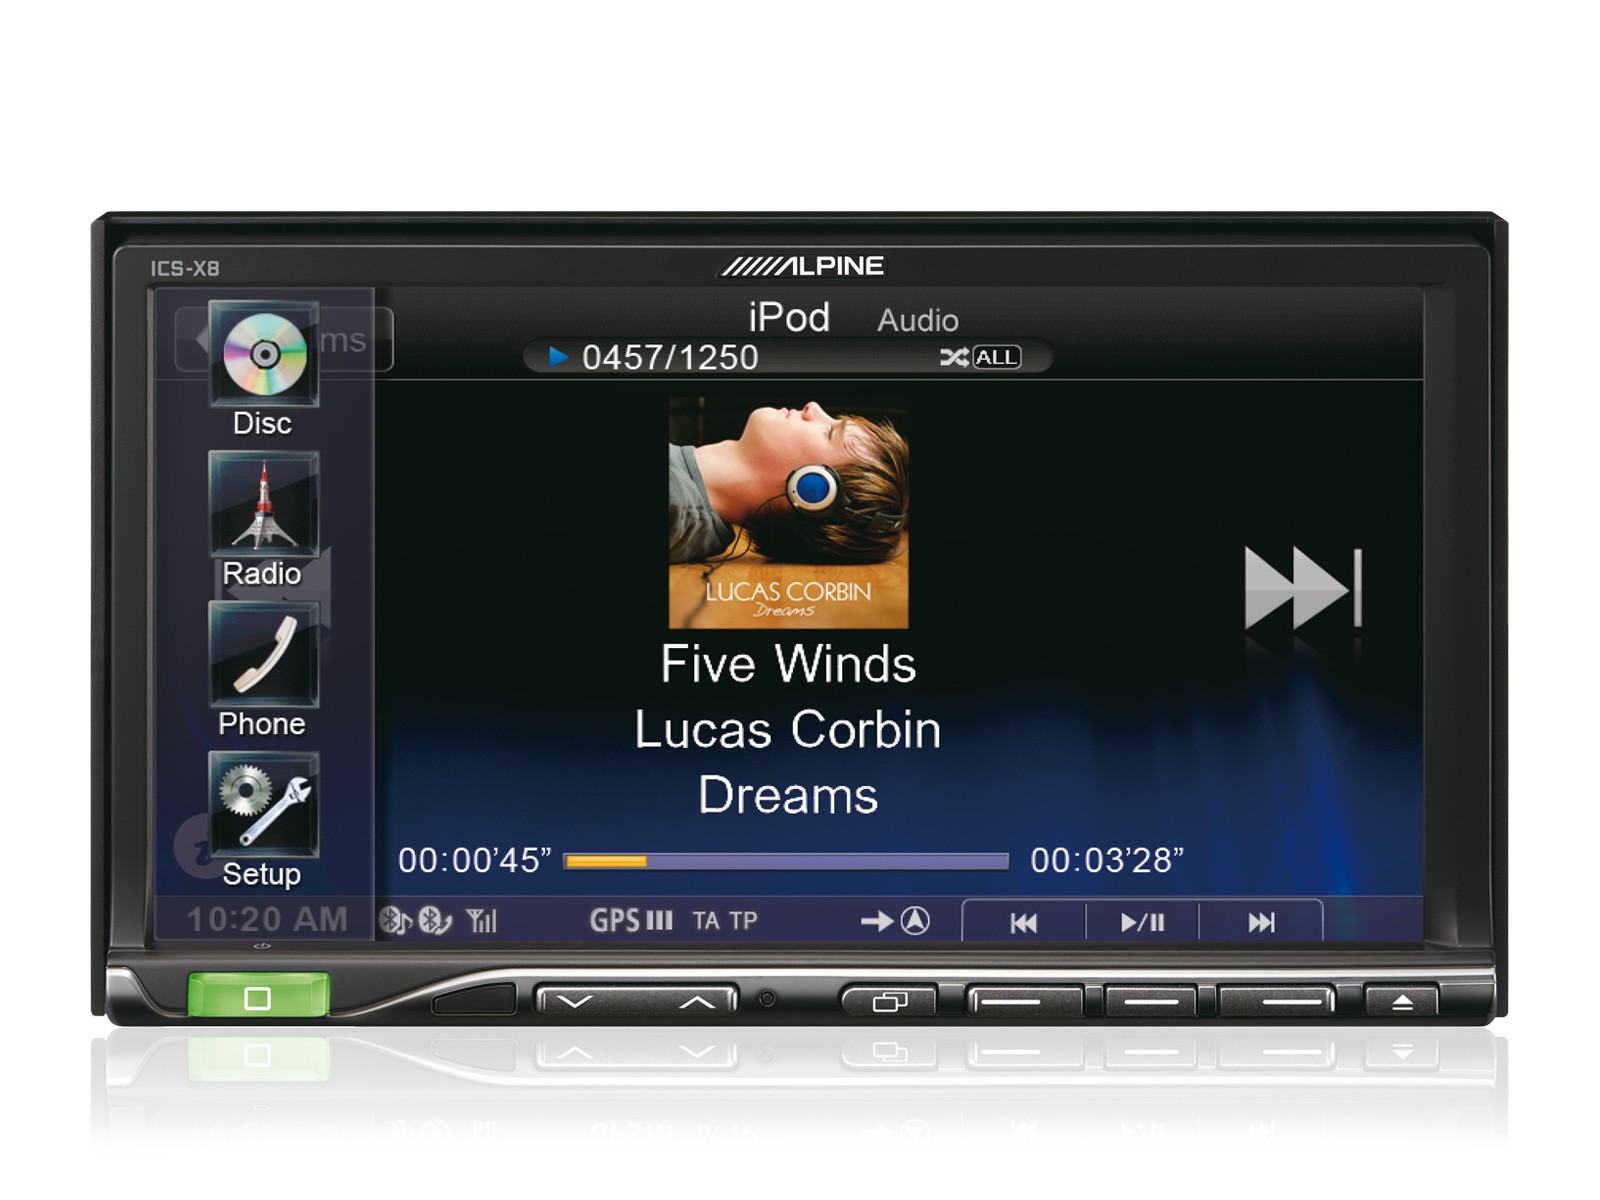 ICS-X8
ALPINE
iPod Audio
0457/1250 ALL
ms
Disc
Radio
Phone
Setup
LUCAS CORBIN
Dreams
Five Winds
Lucas Corbin
Dreams
00:00'45" 00:03'28"
10:20 AM GPS TA TP